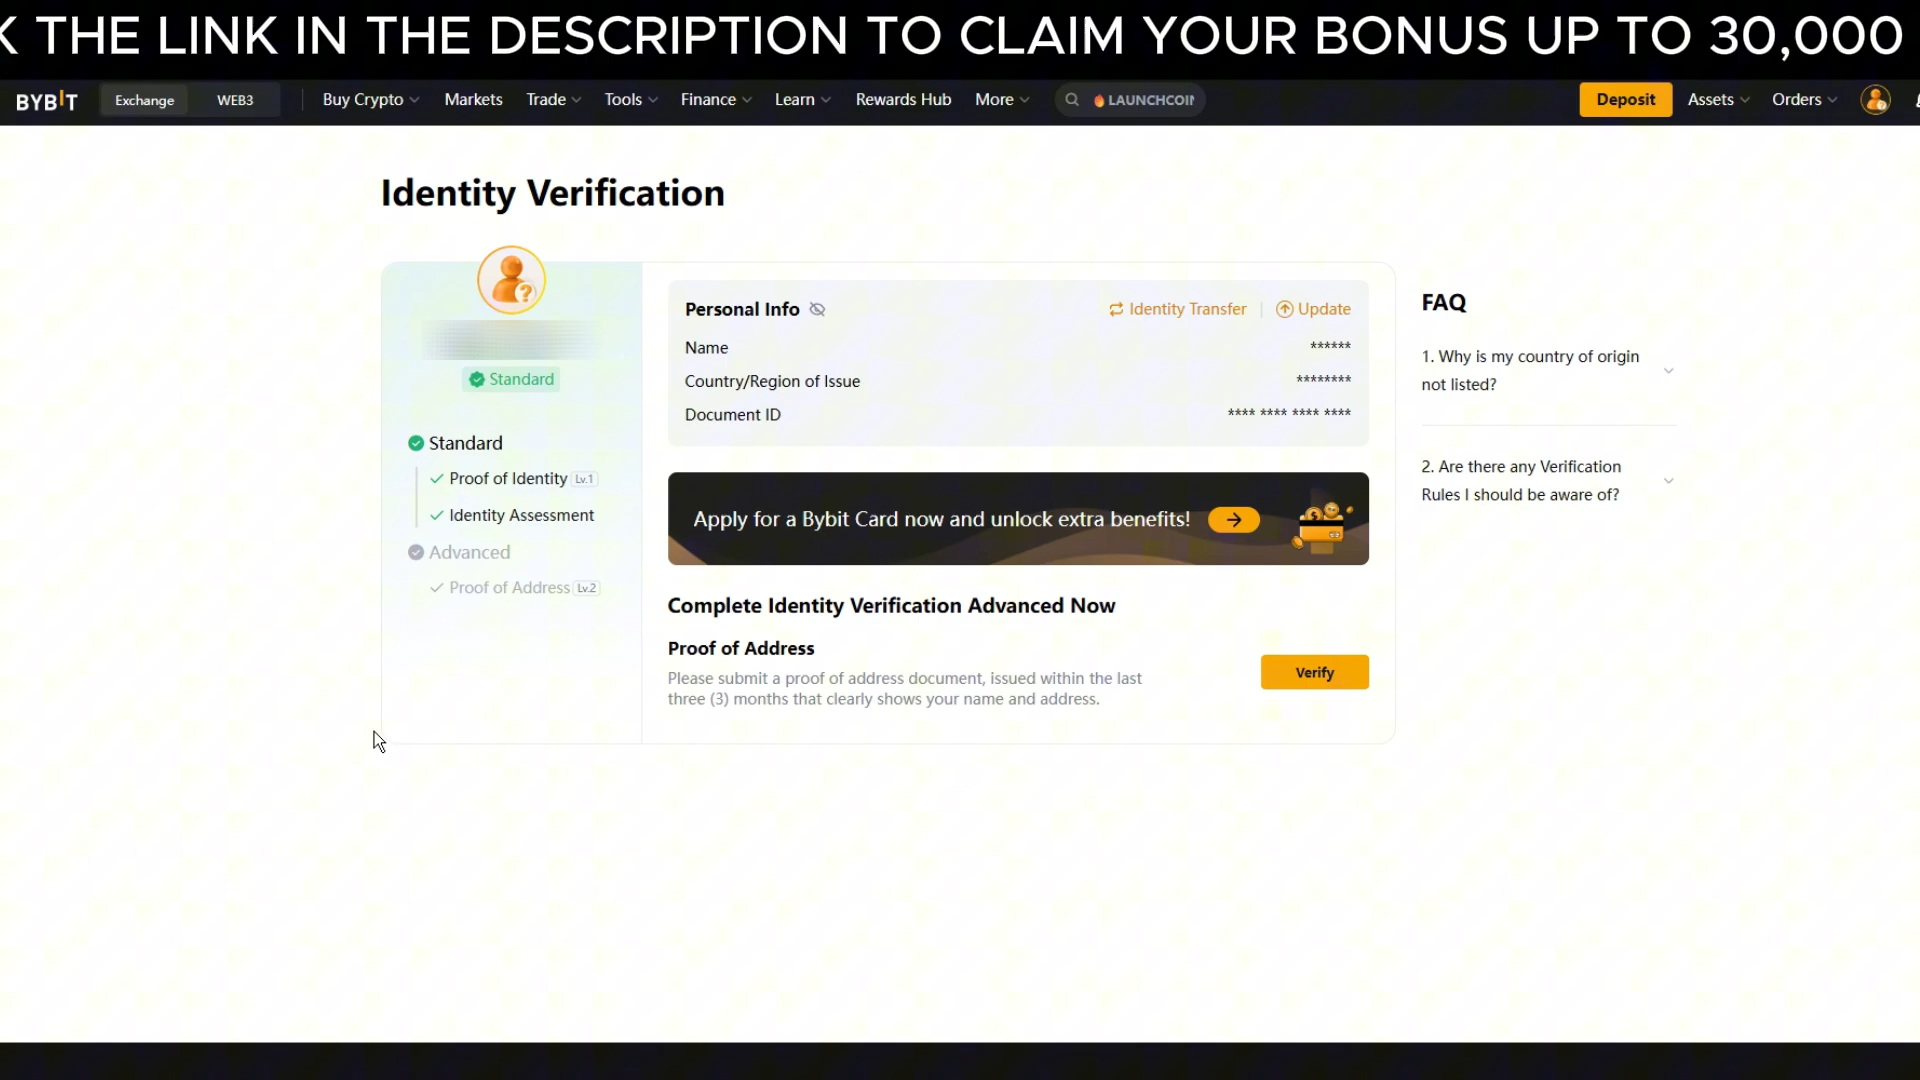 K THE LINK IN THE DESCRIPTION TO CLAIM YOUR BONUS UP TO 30,000
BYBIT Exchange WEB3 Buy Crypto Markets Trade Tools Finance Learn Rewards Hub More LAUNCHCOIN Deposit Assets Orders
Identity Verification
Standard
Standard
Proof of Identity Lv.1
Identity Assessment
Advanced
Proof of Address Lv.2
Personal Info Identity Transfer Update
Name ******
Country/Region of Issue ********
Document ID **** **** **** ****
Apply for a Bybit Card now and unlock extra benefits!
Complete Identity Verification Advanced Now
Proof of Address
Please submit a proof of address document, issued within the last
three (3) months that clearly shows your name and address.
Verify
FAQ
1. Why is my country of origin
not listed?
2. Are there any Verification
Rules I should be aware of?